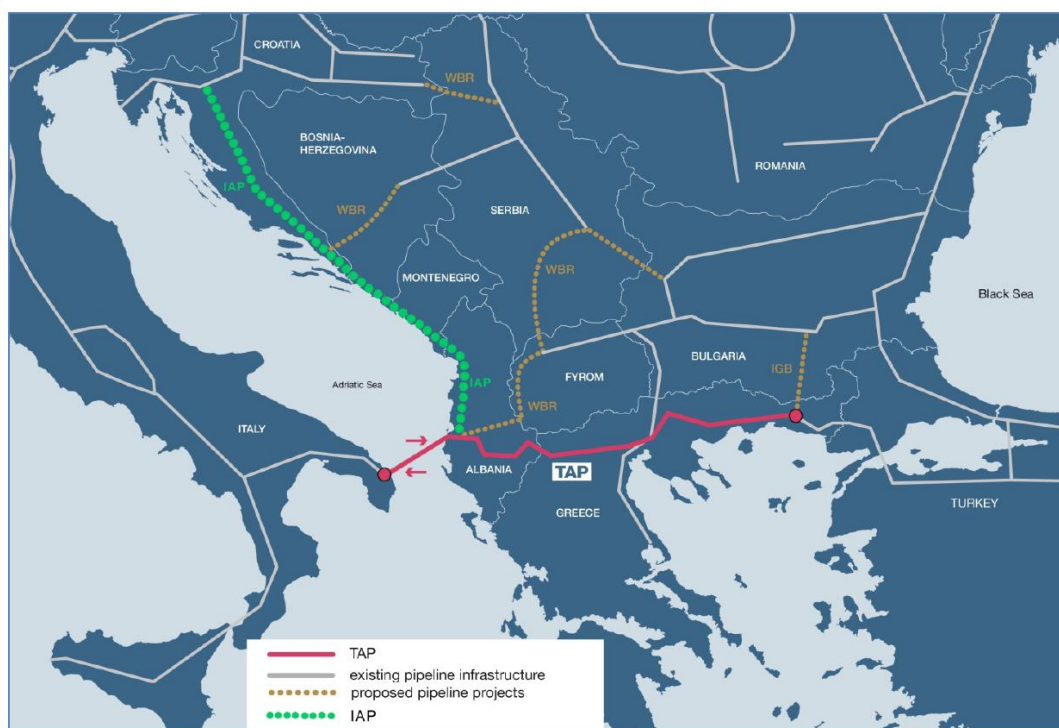 CROATIA
WBR
BOSNIA-
HERZEGOVINA
ROMANIA
IAP
WBR
SERBIA
MONTENEGRO
WBR
Black Sea
BULGARIA
Adriatic Sea
IAP
FYROM
IGB
WBR
ITALY
ALBANIA
TAP
GREECE
TURKEY
TAP
existing pipeline infrastructure
proposed pipeline projects
IAP